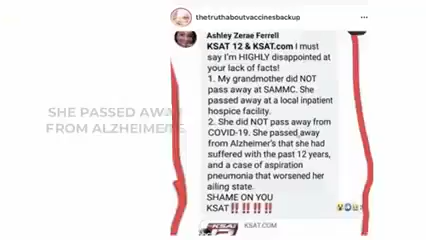 thetruthaboutvaccinesbackup
Ashley Zerae Ferrell
KSAT 12 & KSAT.com I must
say I'm HIGHLY disappointed at
your lack of facts!
1. My grandmother did NOT
pass away at SAMMC. She
passed away at a local inpatient
hospice facility.
2. She did NOT pass away from
COVID-19. She passed away
from Alzheimer's that she had
suffered with the past 12 years,
and a case of aspiration
pneumonia that worsened her
ailing state.
SHAME ON YOU
KSAT‼️‼️‼️‼️
KSAT
KSAT.COM
SHE PASSED AWAY
FROM ALZHEIME